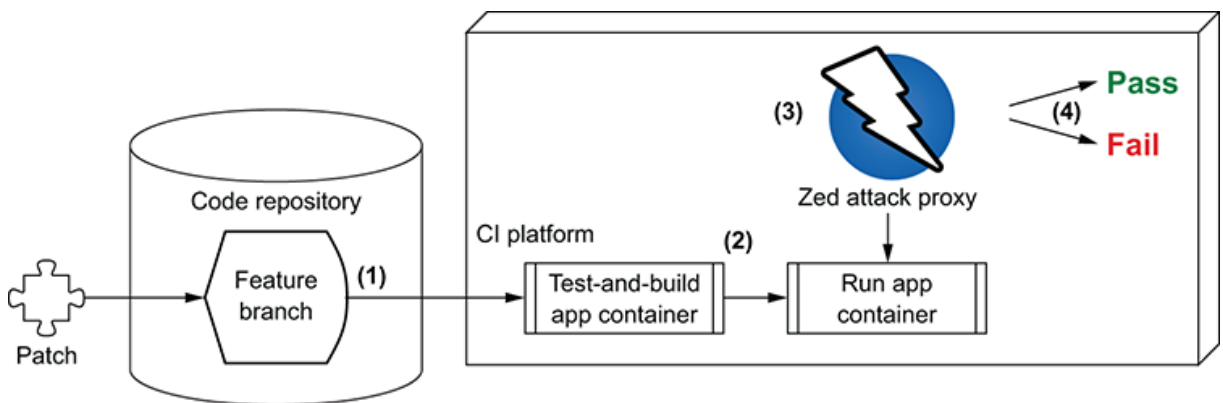 Patch
Code repository
Feature
branch
(1)
CI platform
Test-and-build
app container
(2)
Run app
container
(3)
Zed attack proxy
(4)
Pass
Fail